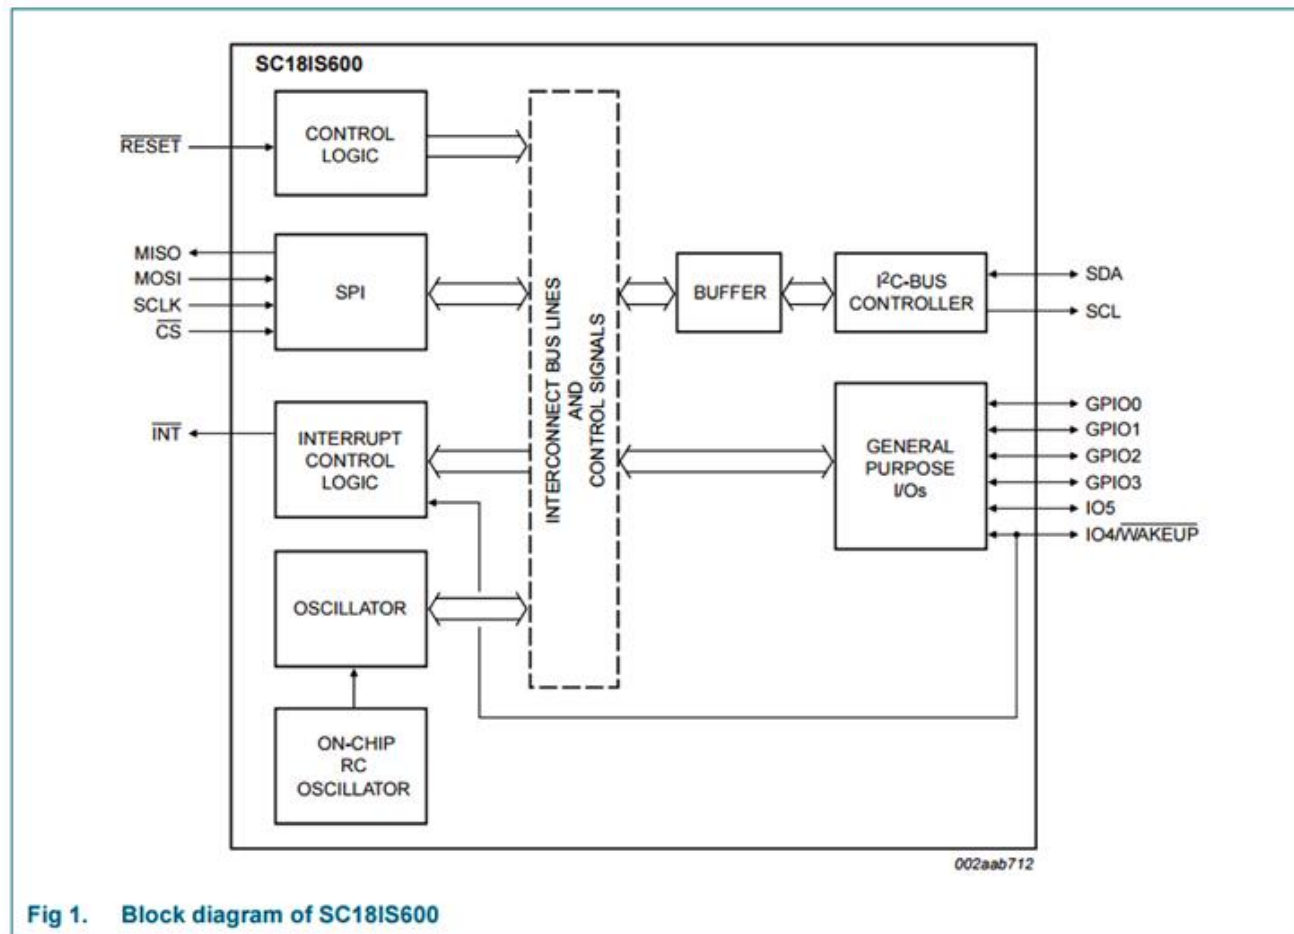 SC18IS600
CONTROL
LOGIC
RESET
MISO
MOSI
SCLK
CS
SPI
INT
INTERRUPT
CONTROL
LOGIC
OSCILLATOR
ON-CHIP
RC
OSCILLATOR
INTERCONNECT BUS LINES
AND
CONTROL SIGNALS
BUFFER
I²C-BUS
CONTROLLER
SDA
SCL
GENERAL
PURPOSE
I/Os
GPIO0
GPIO1
GPIO2
GPIO3
IO5
IO4/WAKEUP
002aab712
Fig 1. Block diagram of SC18IS600